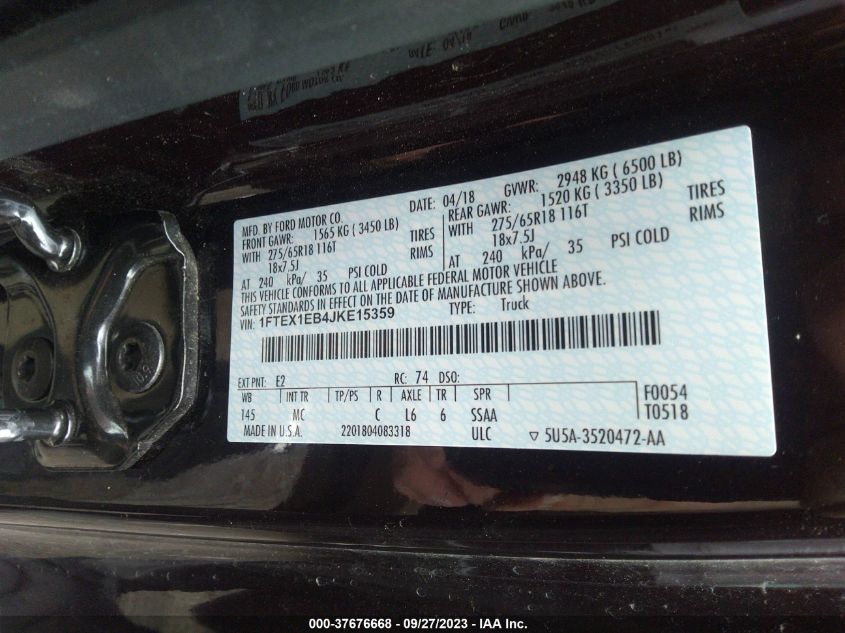 MFD. BY FORD MOTOR CO. DATE: 04/18 GVWR: 2948 KG ( 6500 LB)
FRONT GAWR: 1565 KG ( 3450 LB) REAR GAWR: 1520 KG ( 3350 LB)
WITH 275/65R18 116T TIRES WITH 275/65R18 116T TIRES
18x7.5J RIMS 18x7.5J RIMS
AT 240 kPa/ 35 PSI COLD AT 240 kPa/ 35 PSI COLD
THIS VEHICLE CONFORMS TO ALL APPLICABLE FEDERAL MOTOR VEHICLE
SAFETY STANDARDS IN EFFECT ON THE DATE OF MANUFACTURE SHOWN ABOVE.
VIN: 1FTEX1EB4JKE15359 TYPE: Truck
EXT PNT: E2 RC: 74 DSO:
WB INT TR TP/PS R AXLE TR SPR F0054
145 MC C L6 6 SSAA T0518
MADE IN U.S.A. 2201804083318 ULC ▽ 5U5A-3520472-AA
000-37676668 - 09/27/2023 - IAA Inc.